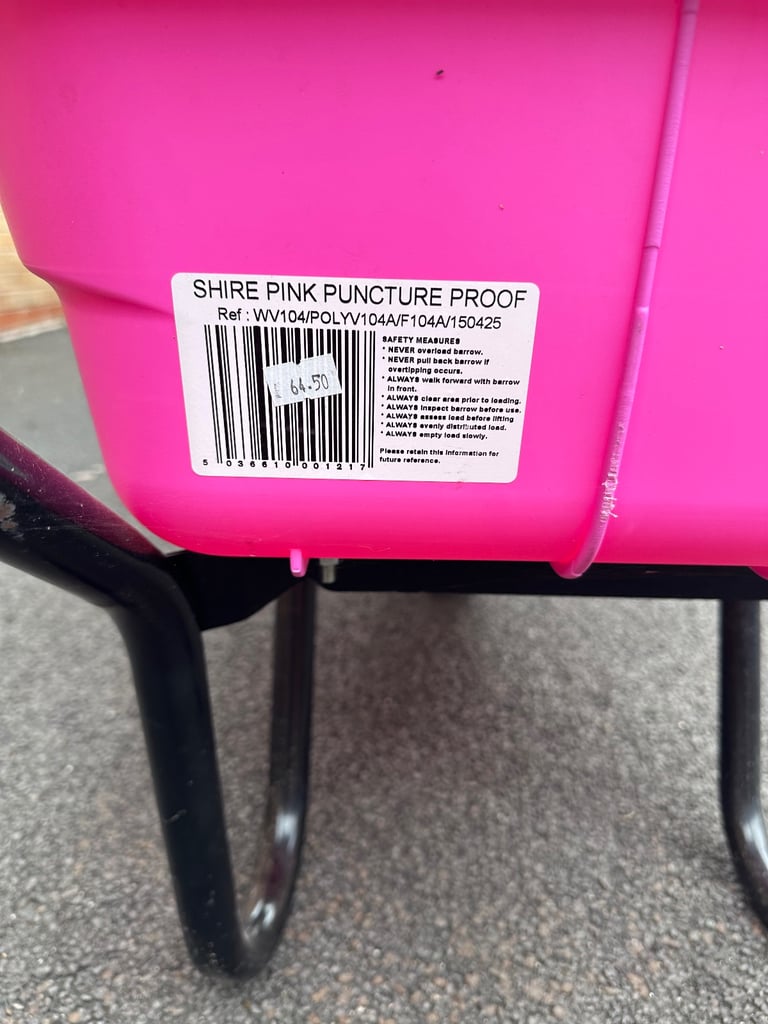 SHIRE PINK PUNCTURE PROOF
Ref : WV104/POLYV104A/F104A/150425
£ 64.50
5 036610 001217
SAFETY MEASURES
* NEVER overload barrow.
* NEVER pull back barrow if
overtipping occurs.
* ALWAYS walk forward with barrow
in front.
* ALWAYS clear area prior to loading.
* ALWAYS inspect barrow before use.
* ALWAYS assess load before lifting
* ALWAYS evenly distributed load.
* ALWAYS empty load slowly.
Please retain this information for
future reference.